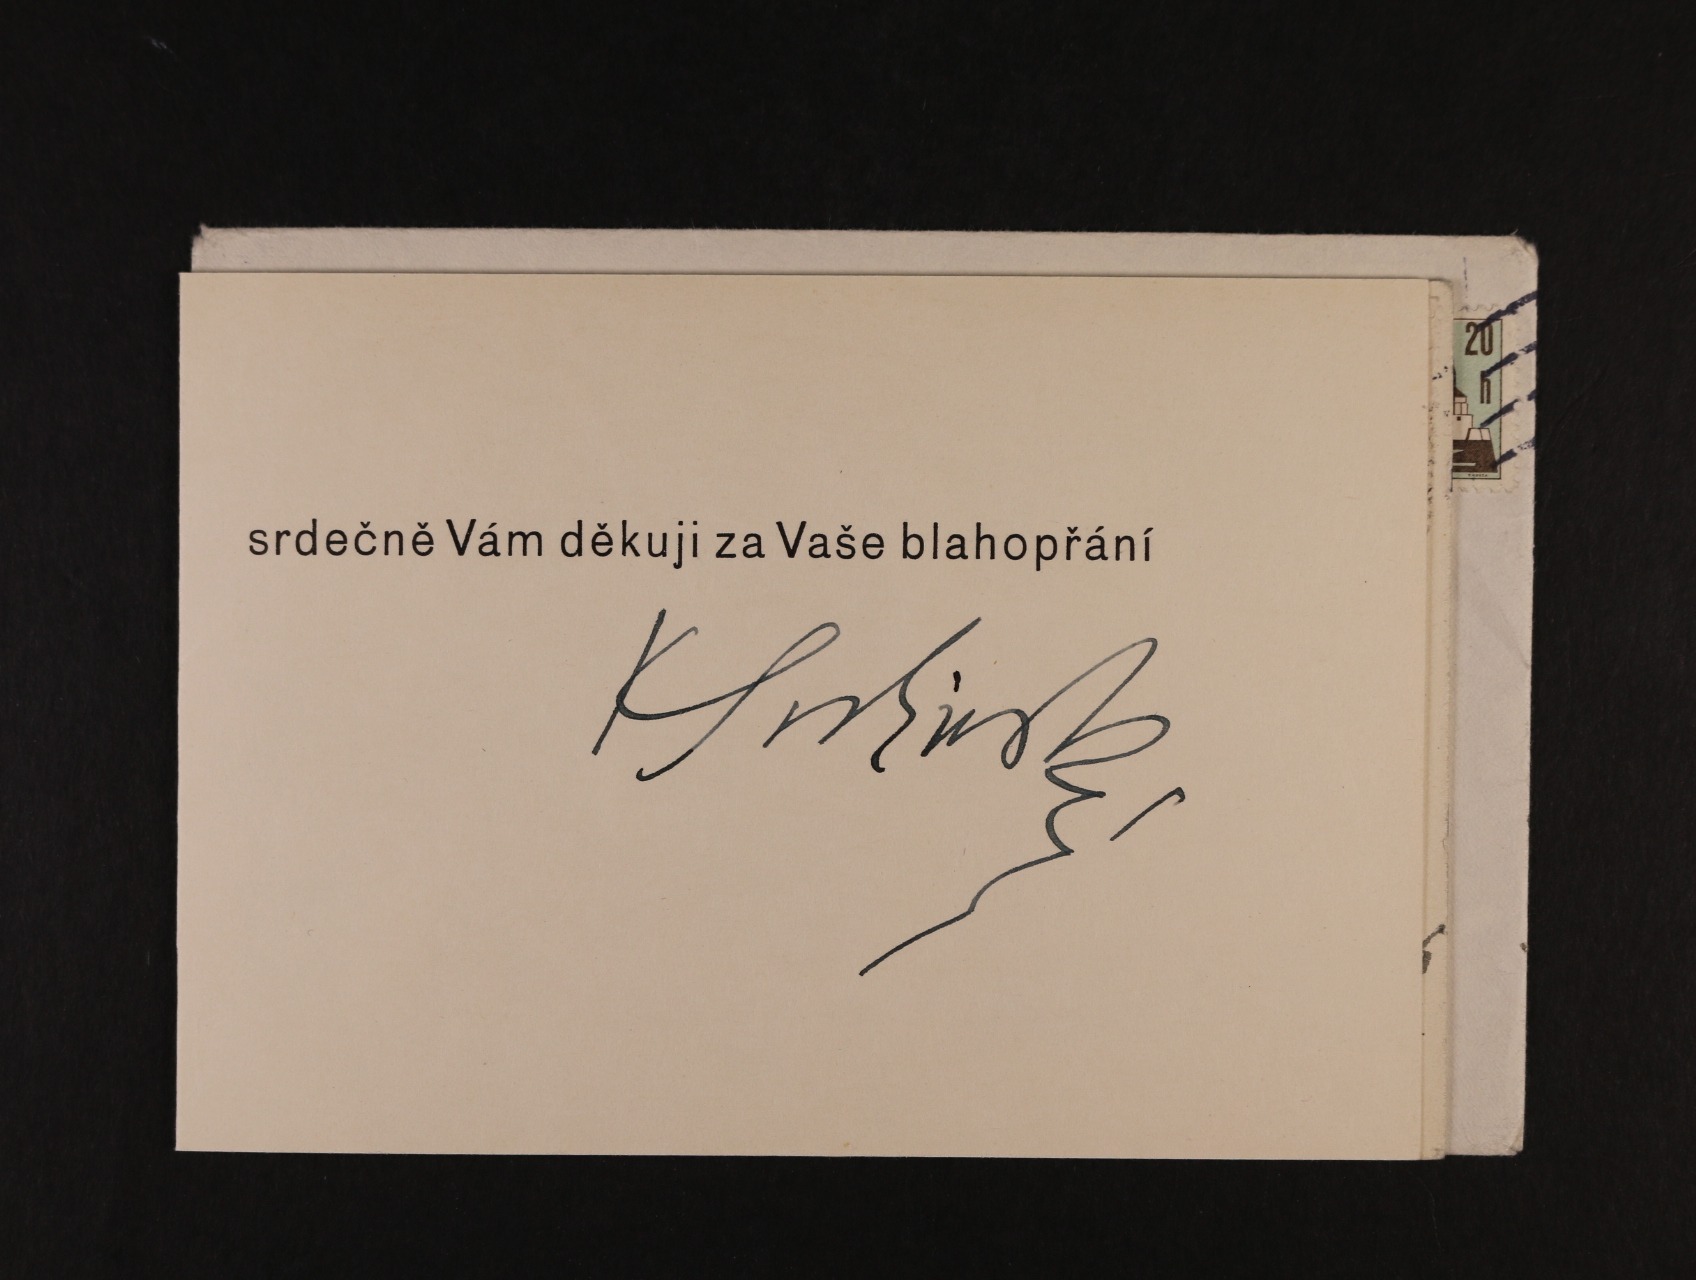 20
h
srdečně Vám děkuji za Vaše blahopřání